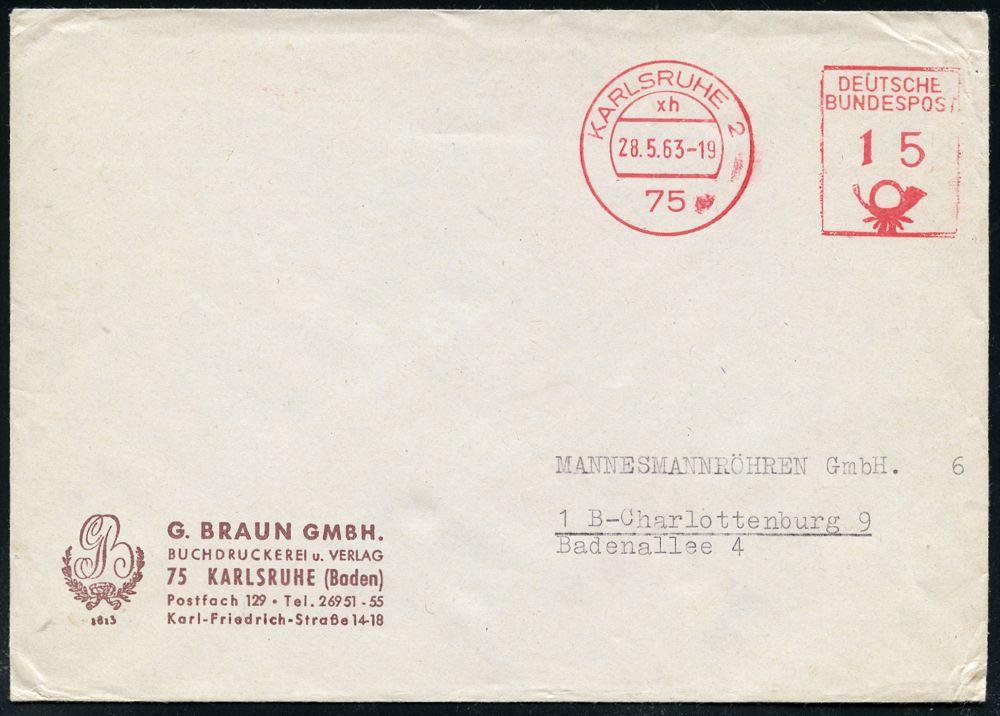 KARLSRUHE 2
xh
28.5.63-19
75
DEUTSCHE
BUNDESPOST
15
MANNESMANNRÖHREN GmbH. 6
1 B-Charlottenburg 9
Badenallee 4
GB
1813
G. BRAUN GMBH.
BUCHDRUCKEREI u. VERLAG
75 KARLSRUHE (Baden)
Postfach 129 • Tel. 26951-55
Karl-Friedrich-Straße 14-18